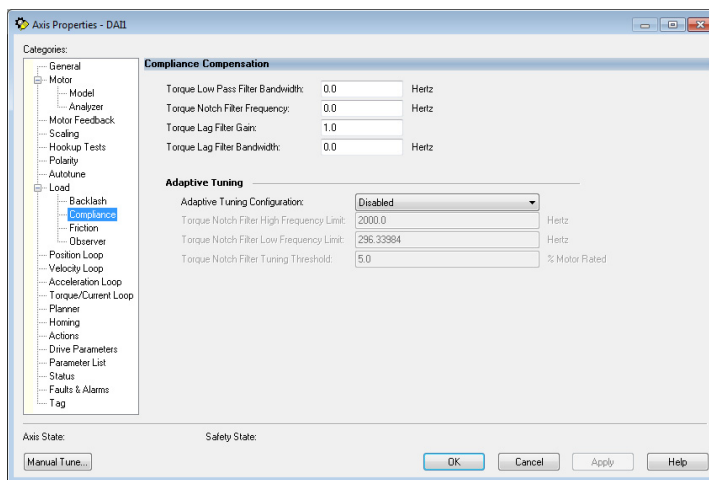 Axis Properties - DAI1
Categories:
General
Motor
Model
Analyzer
Motor Feedback
Scaling
Hookup Tests
Polarity
Autotune
Load
Backlash
Compliance
Friction
Observer
Position Loop
Velocity Loop
Acceleration Loop
Torque/Current Loop
Planner
Homing
Actions
Drive Parameters
Parameter List
Status
Faults & Alarms
Tag
Compliance Compensation
Torque Low Pass Filter Bandwidth: 0.0 Hertz
Torque Notch Filter Frequency: 0.0 Hertz
Torque Lag Filter Gain: 1.0
Torque Lag Filter Bandwidth: 0.0 Hertz
Adaptive Tuning
Adaptive Tuning Configuration: Disabled
Torque Notch Filter High Frequency Limit: 2000.0 Hertz
Torque Notch Filter Low Frequency Limit: 296.33984 Hertz
Torque Notch Filter Tuning Threshold: 5.0 % Motor Rated
Axis State: Safety State:
Manual Tune... OK Cancel Apply Help